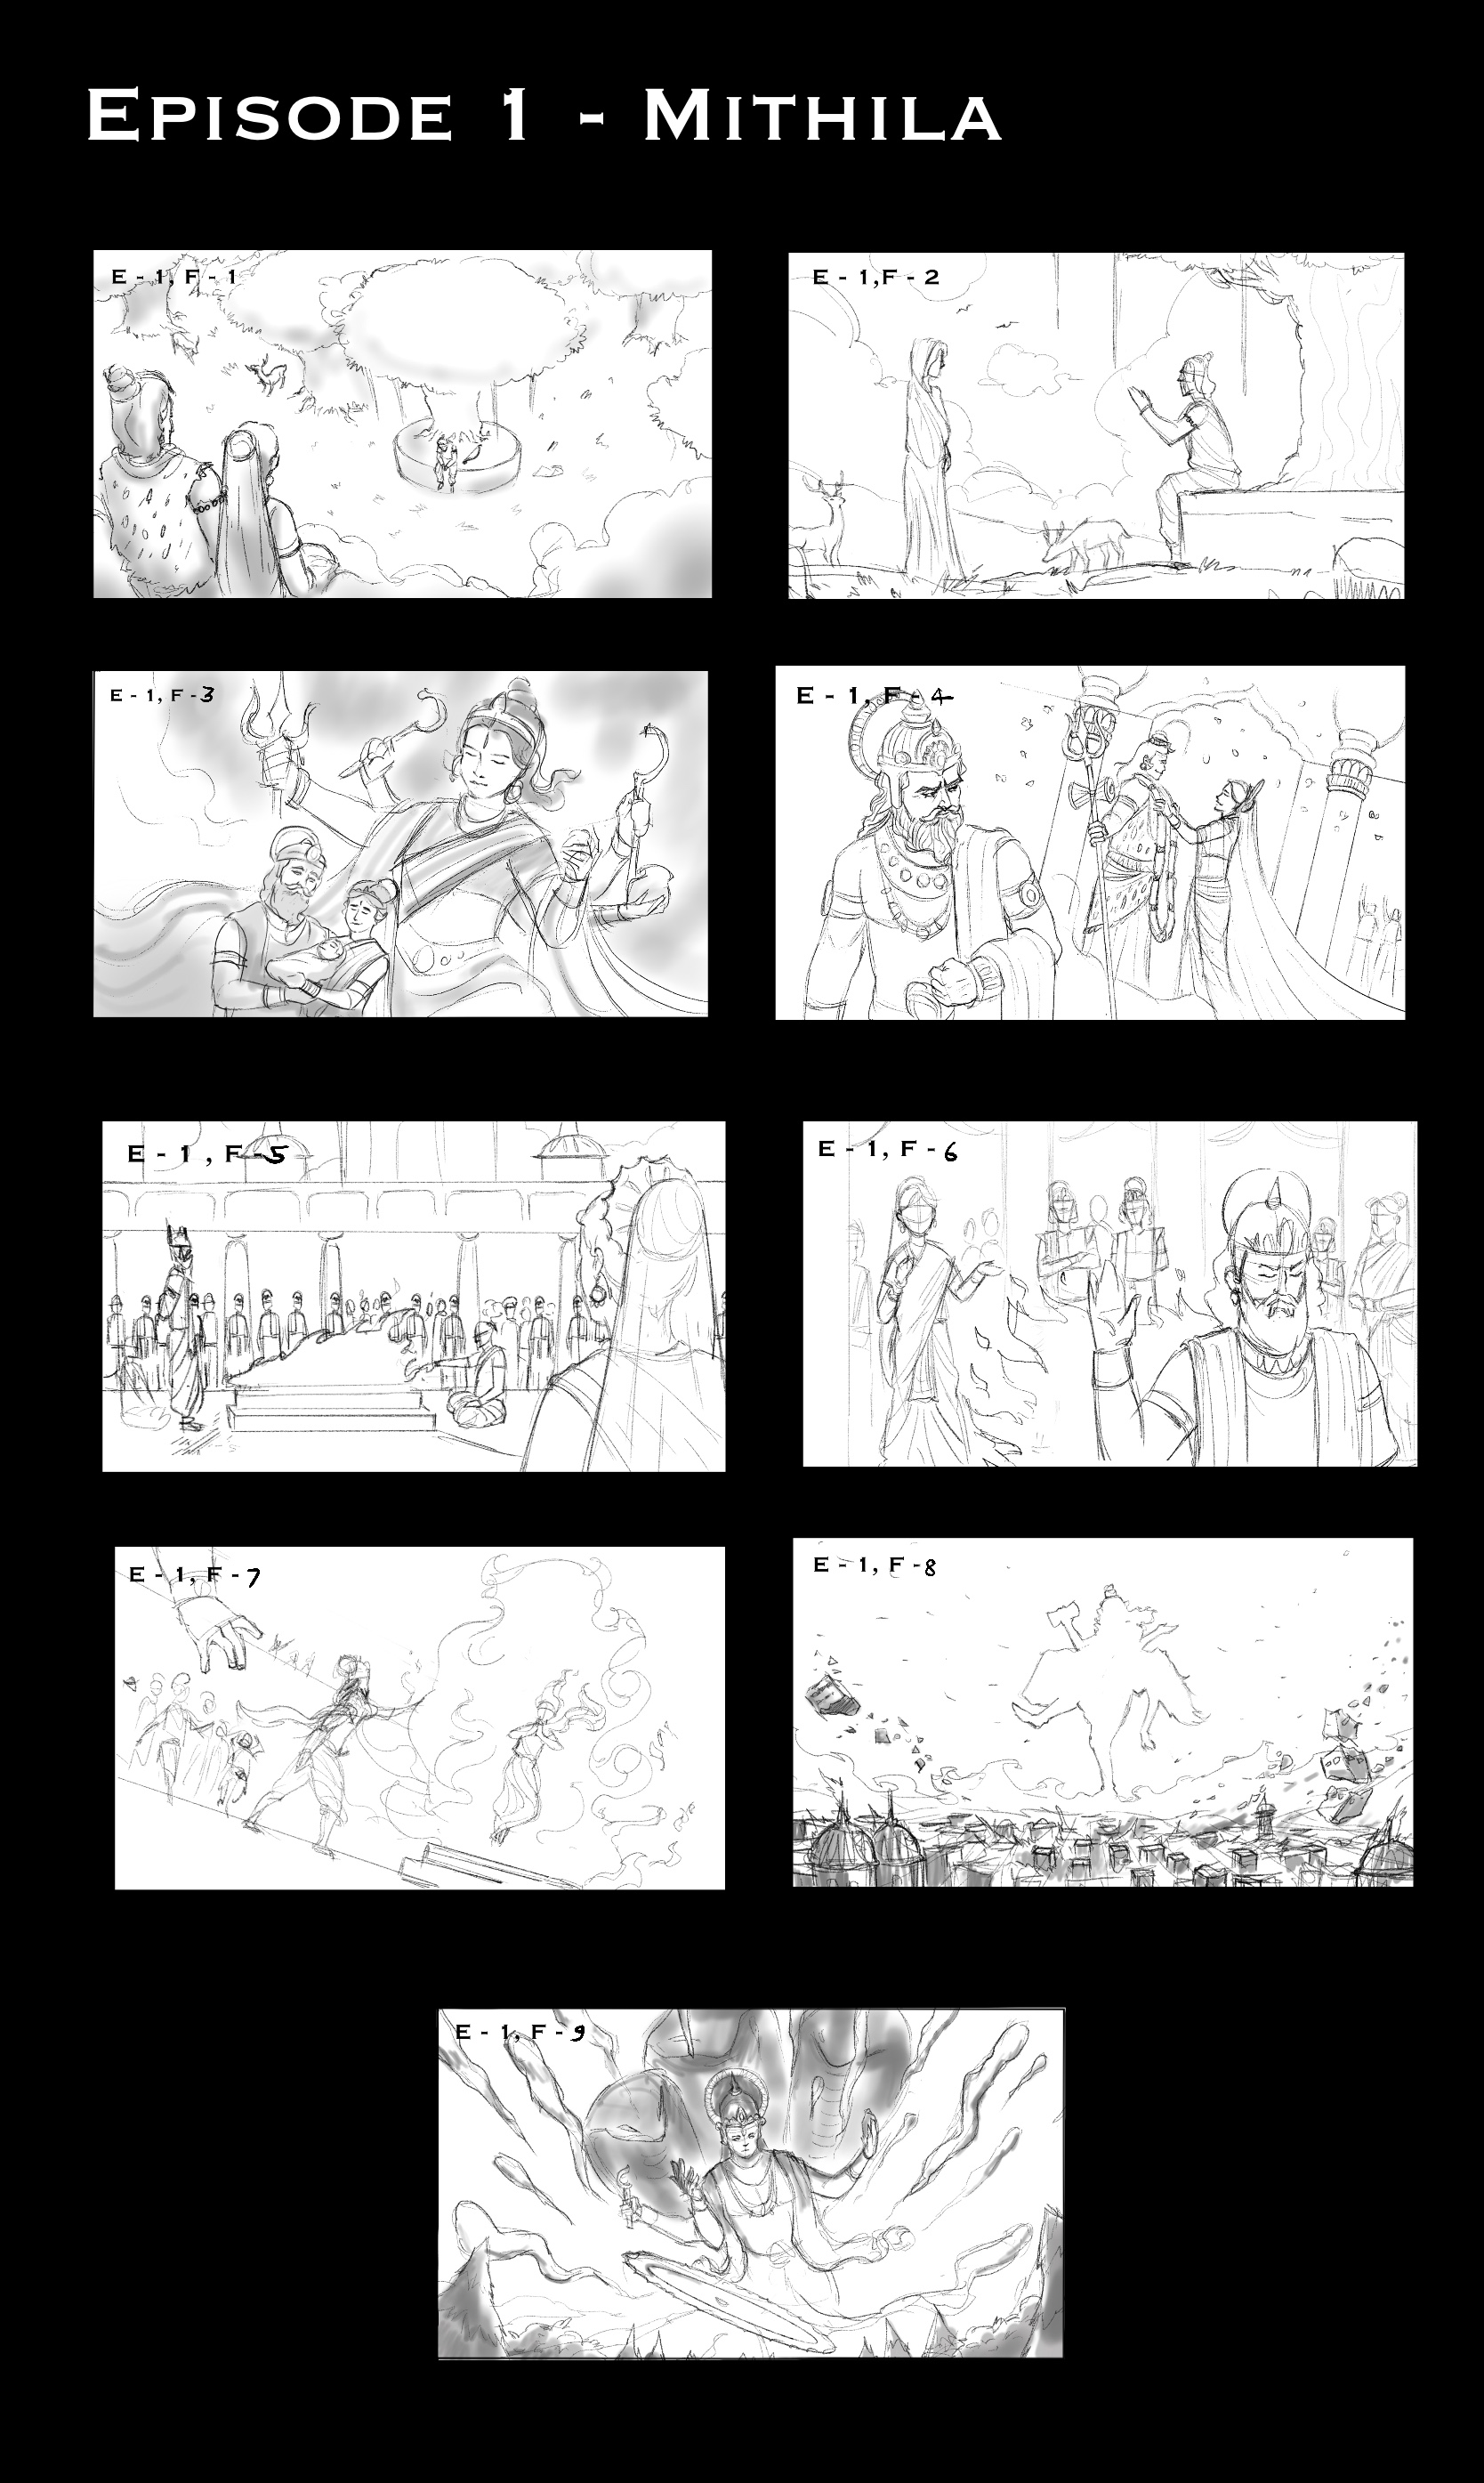 Episode 1 - Mithila
E - 1, F - 1
E - 1,F - 2
E - 1, F - 3
E - 1, F - 4
E - 1 , F - 5
E - 1, F - 6
E - 1, F - 7
E - 1, F - 8
E - 1, F - 9